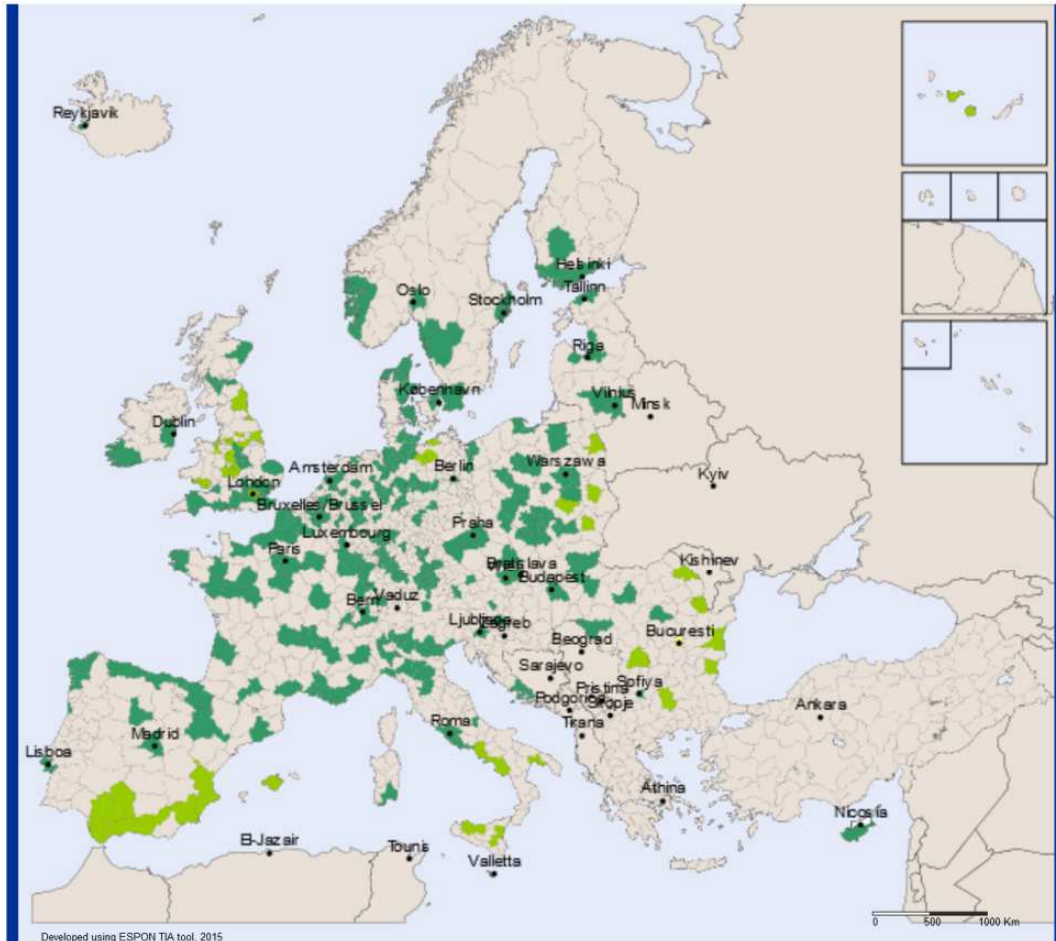 Reykjavik
Oslo
Helsinki
Tallinn
Stockholm
Riga
København
Vilnius
Minsk
Dublin
Amsterdam
Berlin
Warszawa
London
Bruxelles/Brussel
Kyiv
Luxembourg
Praha
Paris
Bratislava
Budapest
Kishinev
Bern
Vaduz
Ljubljana
Zagreb
Beograd
Bucuresti
Sarajevo
Pristina
Sofiya
Podgorica
Skopje
Ankara
Roma
Tirana
Madrid
Lisboa
Athina
Nicosia
El-Jazair
Tounis
Valletta
0 500 1000 Km
Developed using ESPON TIA tool, 2015